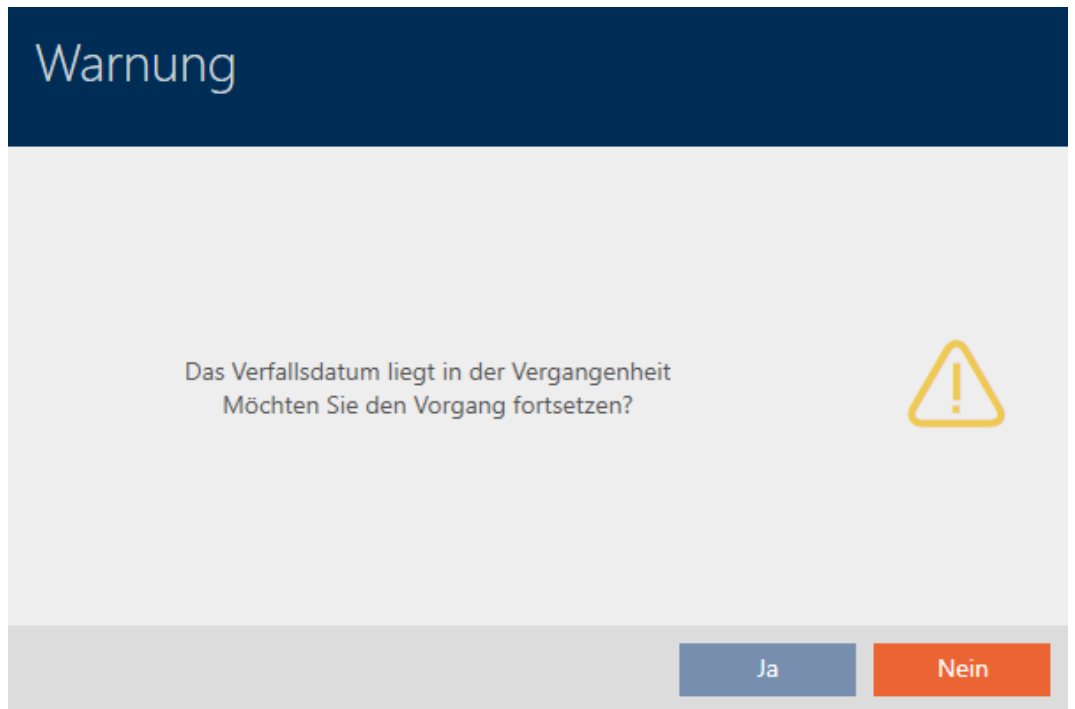 Warnung
Das Verfallsdatum liegt in der Vergangenheit
Möchten Sie den Vorgang fortsetzen?
Ja
Nein